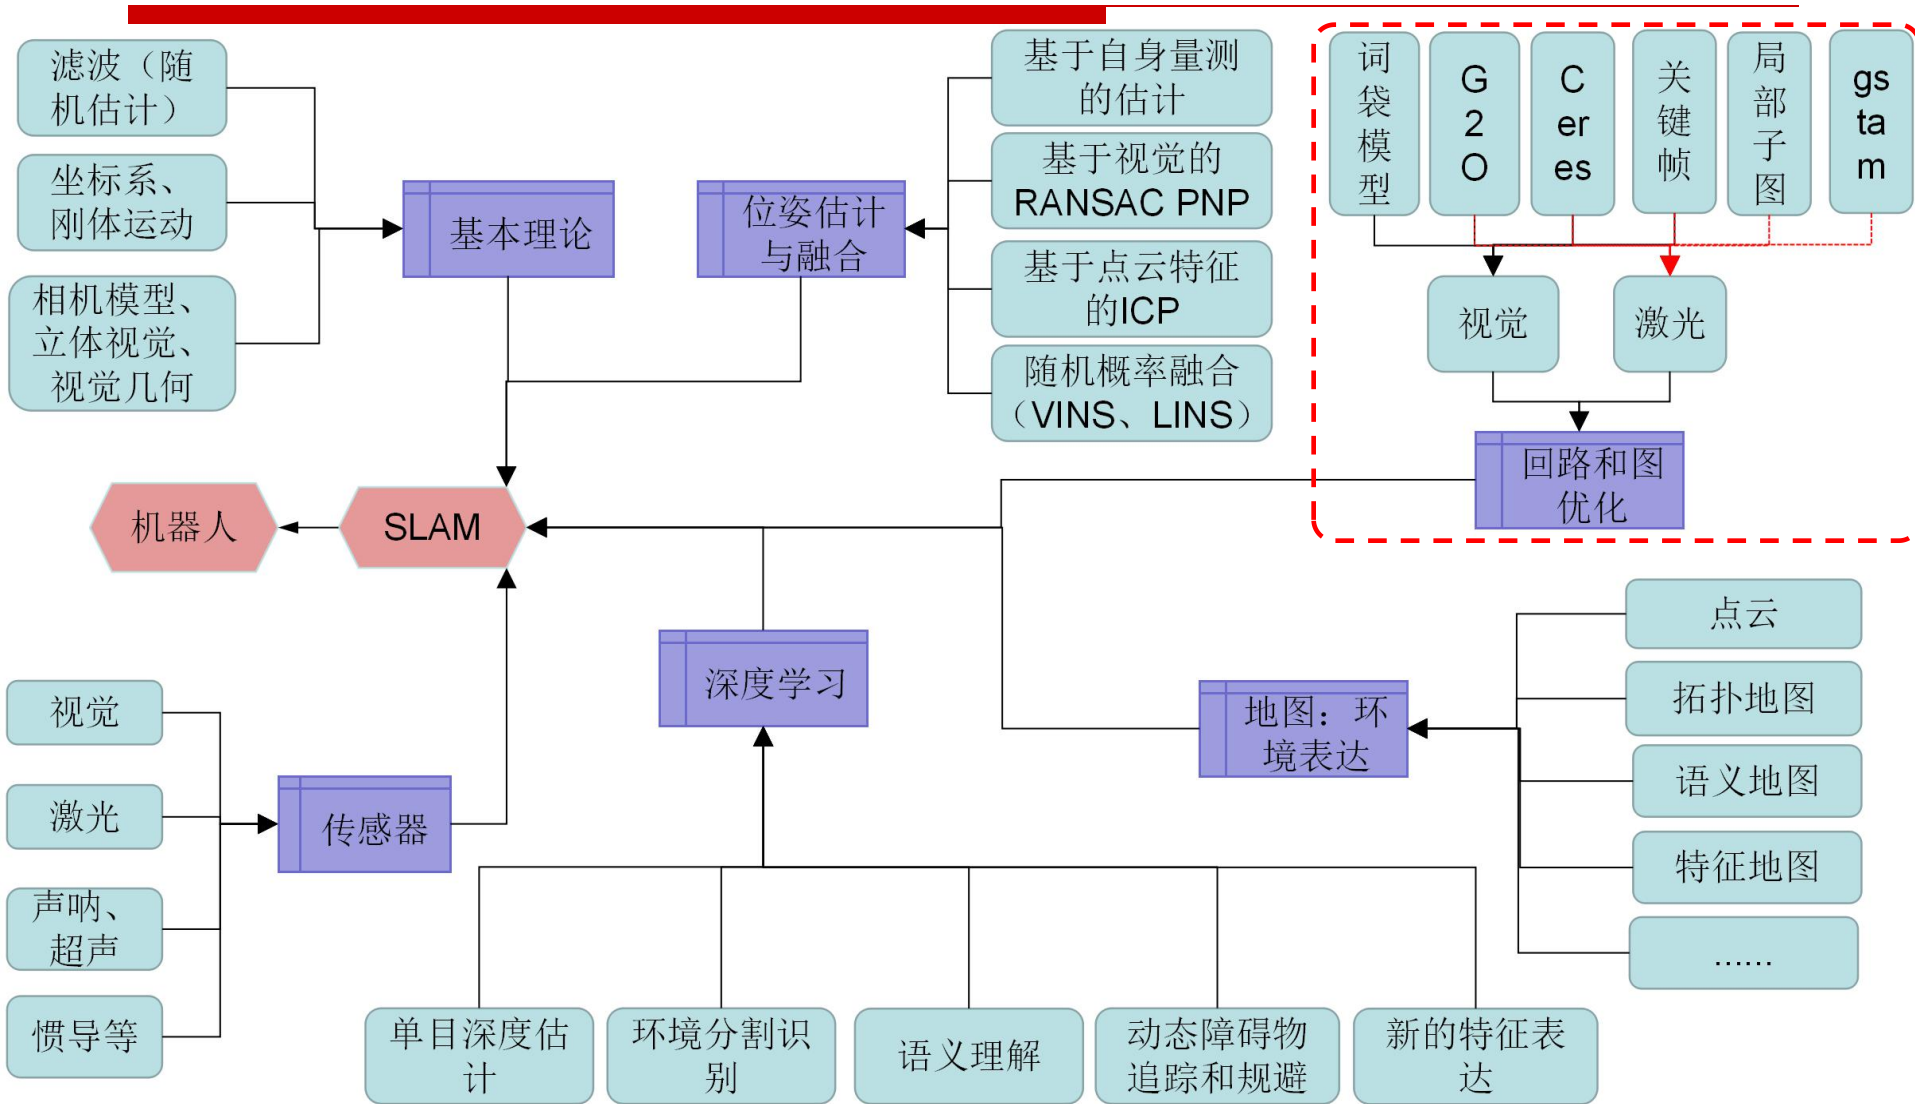 滤波（随
机估计）
坐标系、
刚体运动
相机模型、
立体视觉、
视觉几何
基本理论
位姿估计
与融合
基于自身量测
的估计
基于视觉的
RANSAC PNP
基于点云特征
的ICP
随机概率融合
（VINS、LINS）
词
袋
模
型
G
2
O
C
er
es
关
键
帧
局
部
子
图
gs
ta
m
视觉
激光
回路和图
优化
机器人
SLAM
深度学习
地图：环
境表达
点云
拓扑地图
语义地图
特征地图
……
视觉
激光
声呐、
超声
惯导等
传感器
单目深度估
计
环境分割识
别
语义理解
动态障碍物
追踪和规避
新的特征表
达